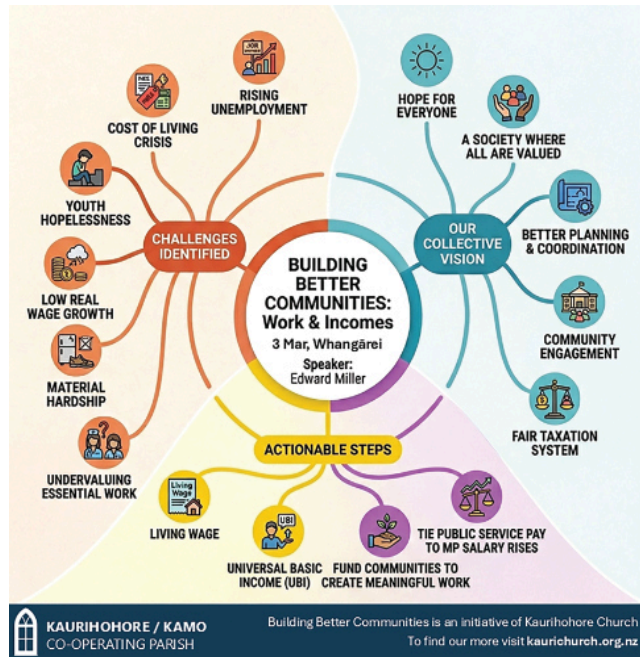 RISING
UNEMPLOYMENT
COST OF LIVING
CRISIS
YOUTH
HOPELESSNESS
LOW REAL
WAGE GROWTH
MATERIAL
HARDSHIP
UNDERVALUING
ESSENTIAL WORK
CHALLENGES
IDENTIFIED
BUILDING
BETTER
COMMUNITIES:
Work & Incomes
3 Mar, Whangārei
Speaker:
Edward Miller
OUR
COLLECTIVE
VISION
HOPE FOR
EVERYONE
A SOCIETY WHERE
ALL ARE VALUED
BETTER PLANNING
& COORDINATION
COMMUNITY
ENGAGEMENT
FAIR TAXATION
SYSTEM
ACTIONABLE STEPS
Living
Wage
LIVING WAGE
UBI
UNIVERSAL BASIC
INCOME (UBI)
FUND COMMUNITIES TO
CREATE MEANINGFUL WORK
TIE PUBLIC SERVICE PAY
TO MP SALARY RISES
KAURIHOHORE / KAMO
CO-OPERATING PARISH
Building Better Communities is an initiative of Kaurihohore Church
To find our more visit kaurichurch.org.nz